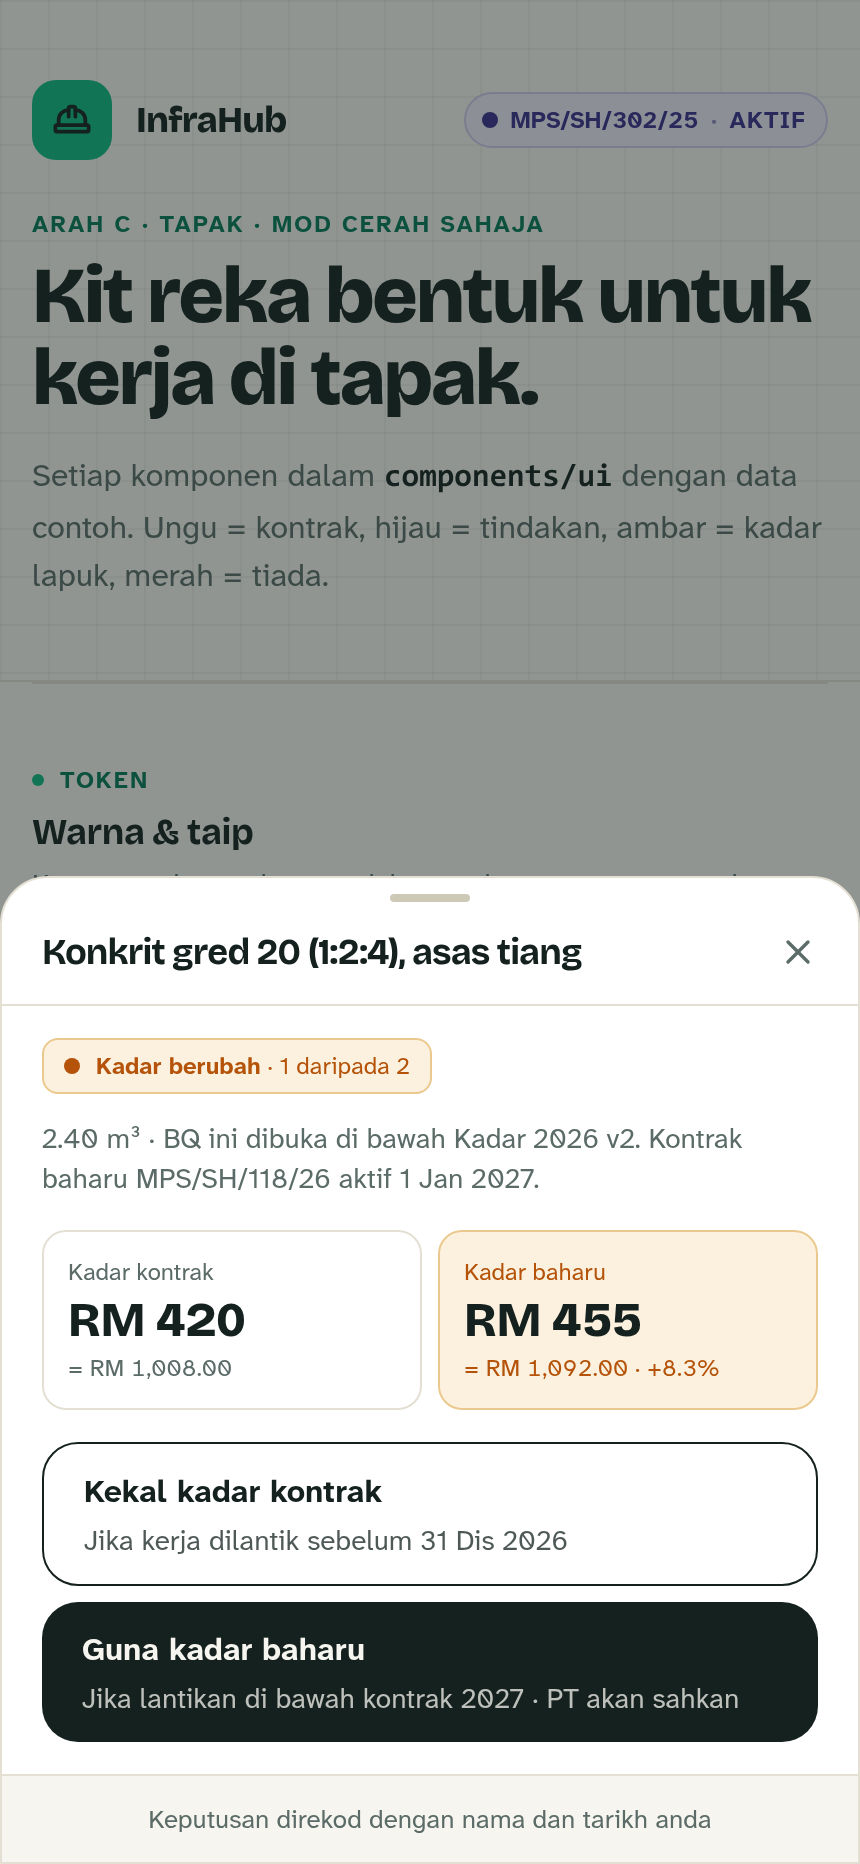 InfraHub
MPS/SH/302/25 · AKTIF
ARAH C · TAPAK · MOD CERAH SAHAJA
Kit reka bentuk untuk
kerja di tapak.
Setiap komponen dalam components/ui dengan data
contoh. Ungu = kontrak, hijau = tindakan, ambar = kadar
lapuk, merah = tiada.
TOKEN
Warna & taip
Konkrit gred 20 (1:2:4), asas tiang
Kadar berubah · 1 daripada 2
2.40 m³ · BQ ini dibuka di bawah Kadar 2026 v2. Kontrak
baharu MPS/SH/118/26 aktif 1 Jan 2027.
Kadar kontrak
RM 420
= RM 1,008.00
Kadar baharu
RM 455
= RM 1,092.00 · +8.3%
Kekal kadar kontrak
Jika kerja dilantik sebelum 31 Dis 2026
Guna kadar baharu
Jika lantikan di bawah kontrak 2027 · PT akan sahkan
Keputusan direkod dengan nama dan tarikh anda